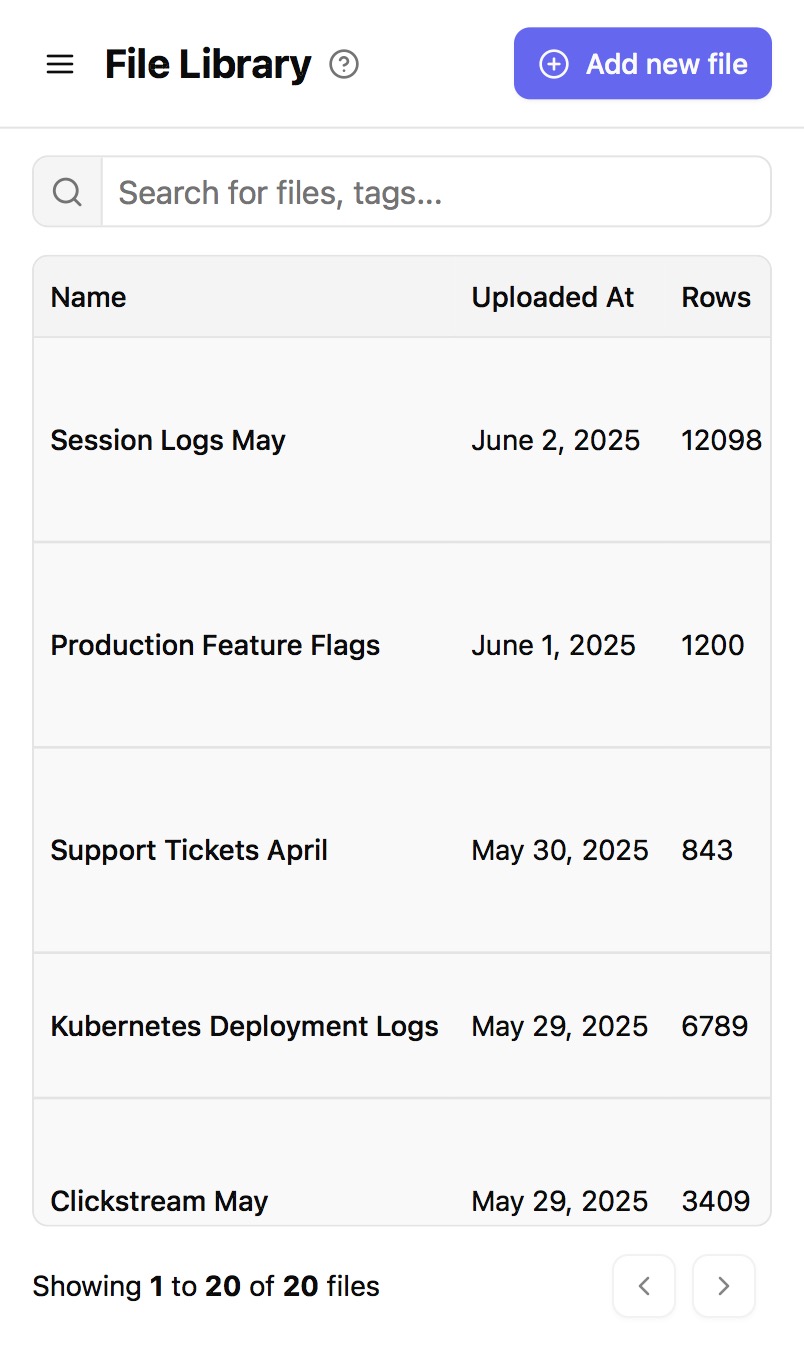 File Library
Add new file
Search for files, tags...
Name Uploaded At Rows
Session Logs May June 2, 2025 12098
Production Feature Flags June 1, 2025 1200
Support Tickets April May 30, 2025 843
Kubernetes Deployment Logs May 29, 2025 6789
Clickstream May May 29, 2025 3409
Showing 1 to 20 of 20 files